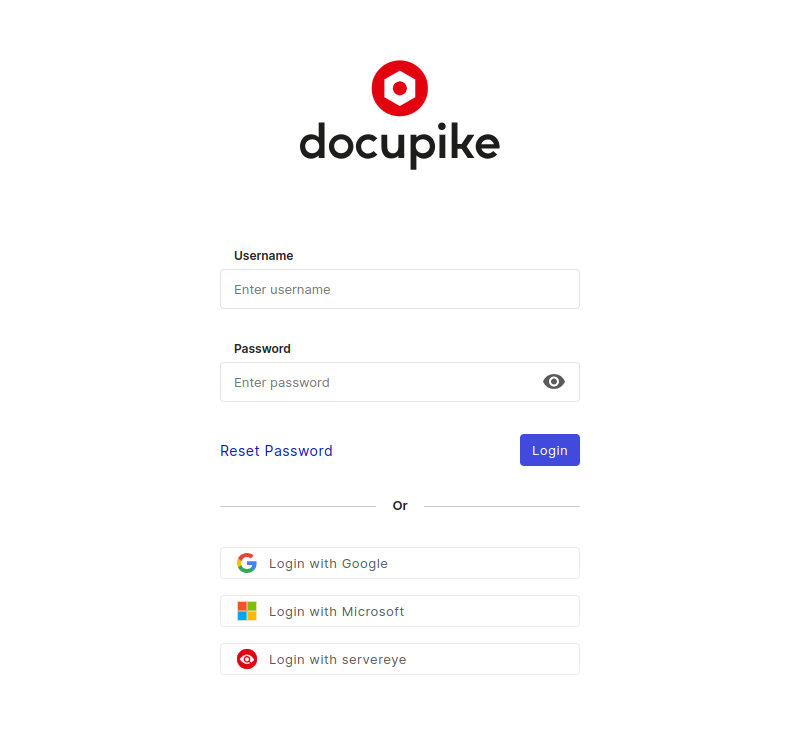 docupike
Username
Enter username
Password
Enter password
Reset Password
Login
Or
Login with Google
Login with Microsoft
Login with servereye